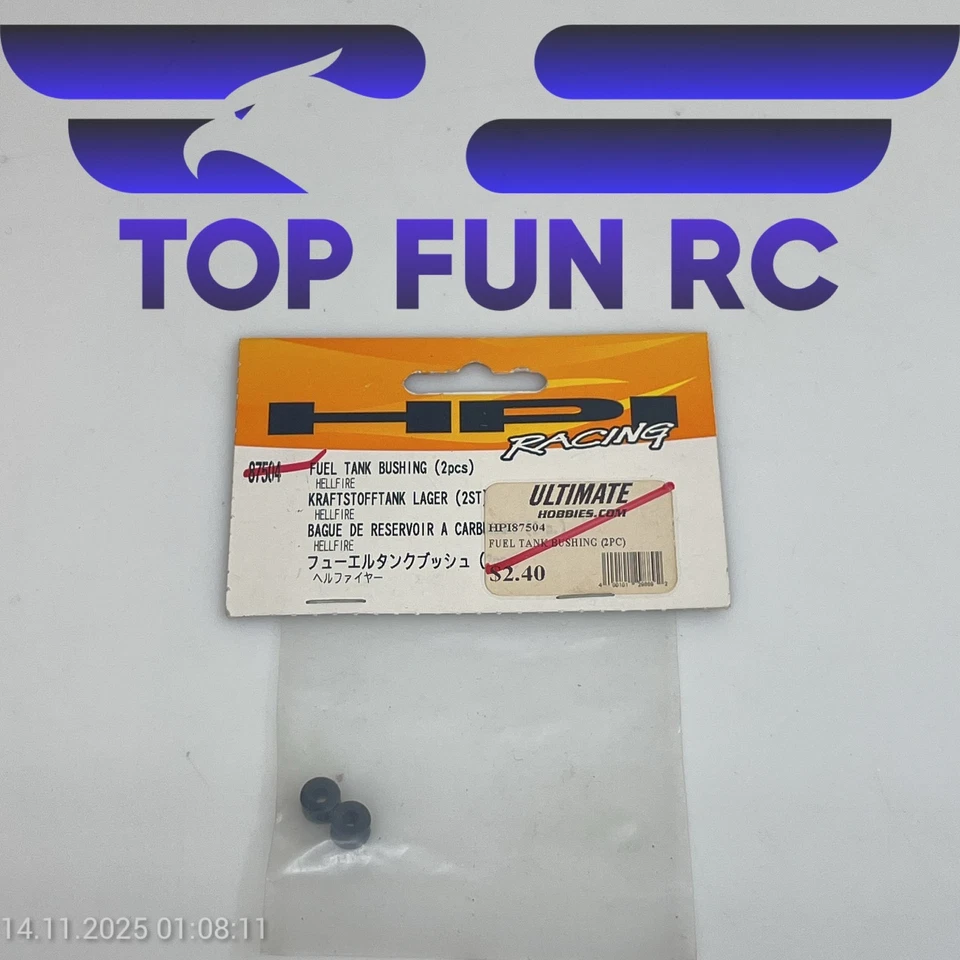 TOP FUN RC
HPI
RACING
87504 FUEL TANK BUSHING (2pcs)
HELLFIRE
KRAFTSTOFFTANK LAGER (2ST)
HELLFIRE
BAGUE DE RESERVOIR A CARB
HELLFIRE
フューエルタンクブッシュ (
ヘルファイヤー
ULTIMATE
HOBBIES.COM
HPI87504
FUEL TANK BUSHING (2PC)
$2.40
14.11.2025 01:08:11